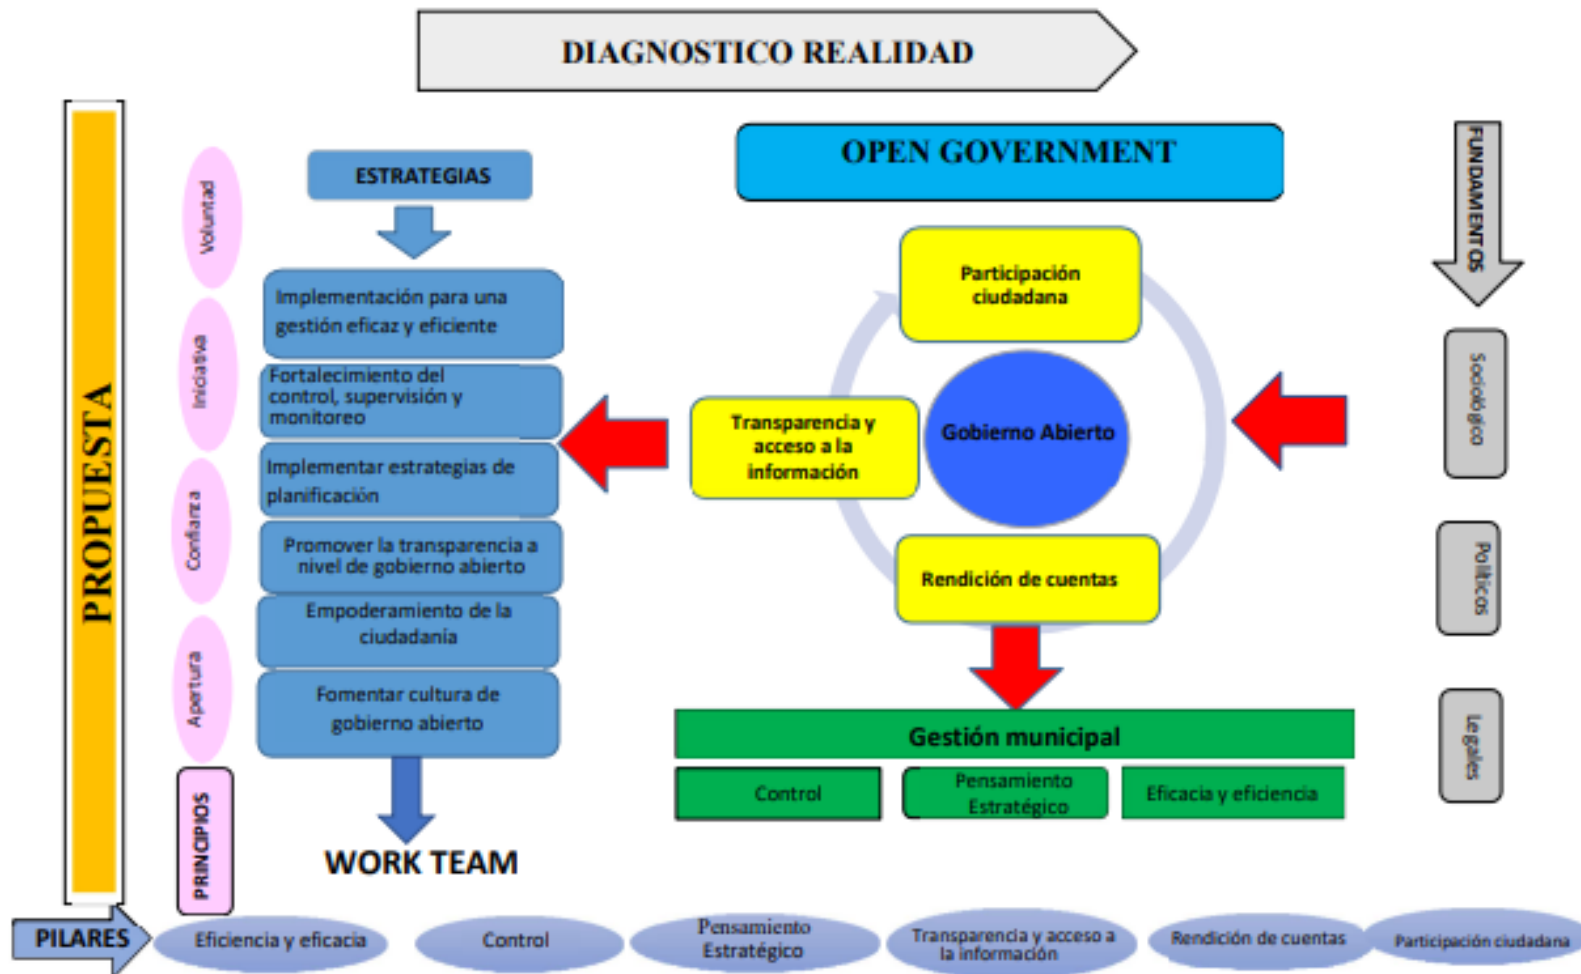 DIAGNOSTICO REALIDAD
PROPUESTA
Voluntad
Iniciativa
Confianza
Apertura
PRINCIPIOS
ESTRATEGIAS
Implementación para una
gestión eficaz y eficiente
Fortalecimiento del
control, supervisión y
monitoreo
Implementar estrategias de
planificación
Promover la transparencia a
nivel de gobierno abierto
Empoderamiento de la
ciudadanía
Fomentar cultura de
gobierno abierto
WORK TEAM
OPEN GOVERNMENT
Participación
ciudadana
Transparencia y
acceso a la
información
Gobierno Abierto
Rendición de cuentas
Gestión municipal
Control
Pensamiento
Estratégico
Eficacia y eficiencia
FUNDAMENTOS
Sociológico
Políticos
Legales
PILARES
Eficiencia y eficacia
Control
Pensamiento
Estratégico
Transparencia y acceso a
la información
Rendición de cuentas
Participación ciudadana